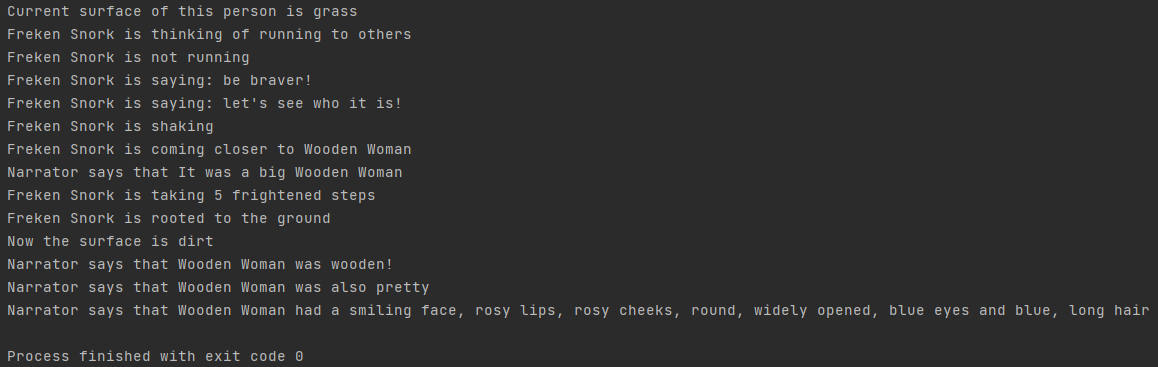 Current surface of this person is grass
Freken Snork is thinking of running to others
Freken Snork is not running
Freken Snork is saying: be braver!
Freken Snork is saying: let's see who it is!
Freken Snork is shaking
Freken Snork is coming closer to Wooden Woman
Narrator says that It was a big Wooden Woman
Freken Snork is taking 5 frightened steps
Freken Snork is rooted to the ground
Now the surface is dirt
Narrator says that Wooden Woman was wooden!
Narrator says that Wooden Woman was also pretty
Narrator says that Wooden Woman had a smiling face, rosy lips, rosy cheeks, round, widely opened, blue eyes and blue, long hair
Process finished with exit code 0